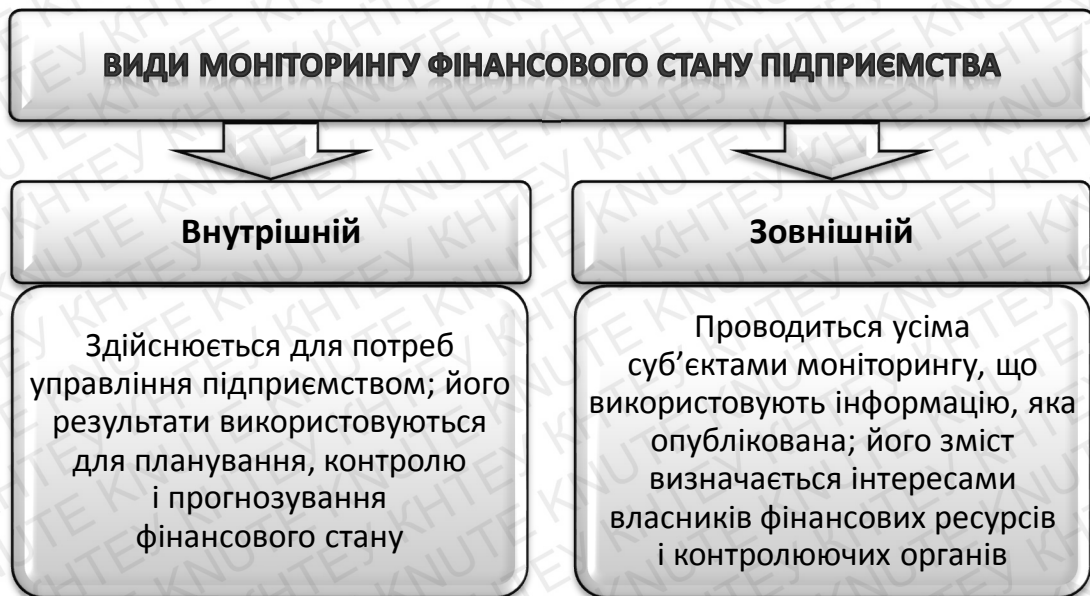 ВИДИ МОНІТОРИНГУ ФІНАНСОВОГО СТАНУ ПІДПРИЄМСТВА
Внутрішній
Здійснюється для потреб
управління підприємством; його
результати використовуються
для планування, контролю
і прогнозування
фінансового стану
Зовнішній
Проводиться усіма
суб’єктами моніторингу, що
використовують інформацію, яка
опублікована; його зміст
визначається інтересами
власників фінансових ресурсів
і контролюючих органів